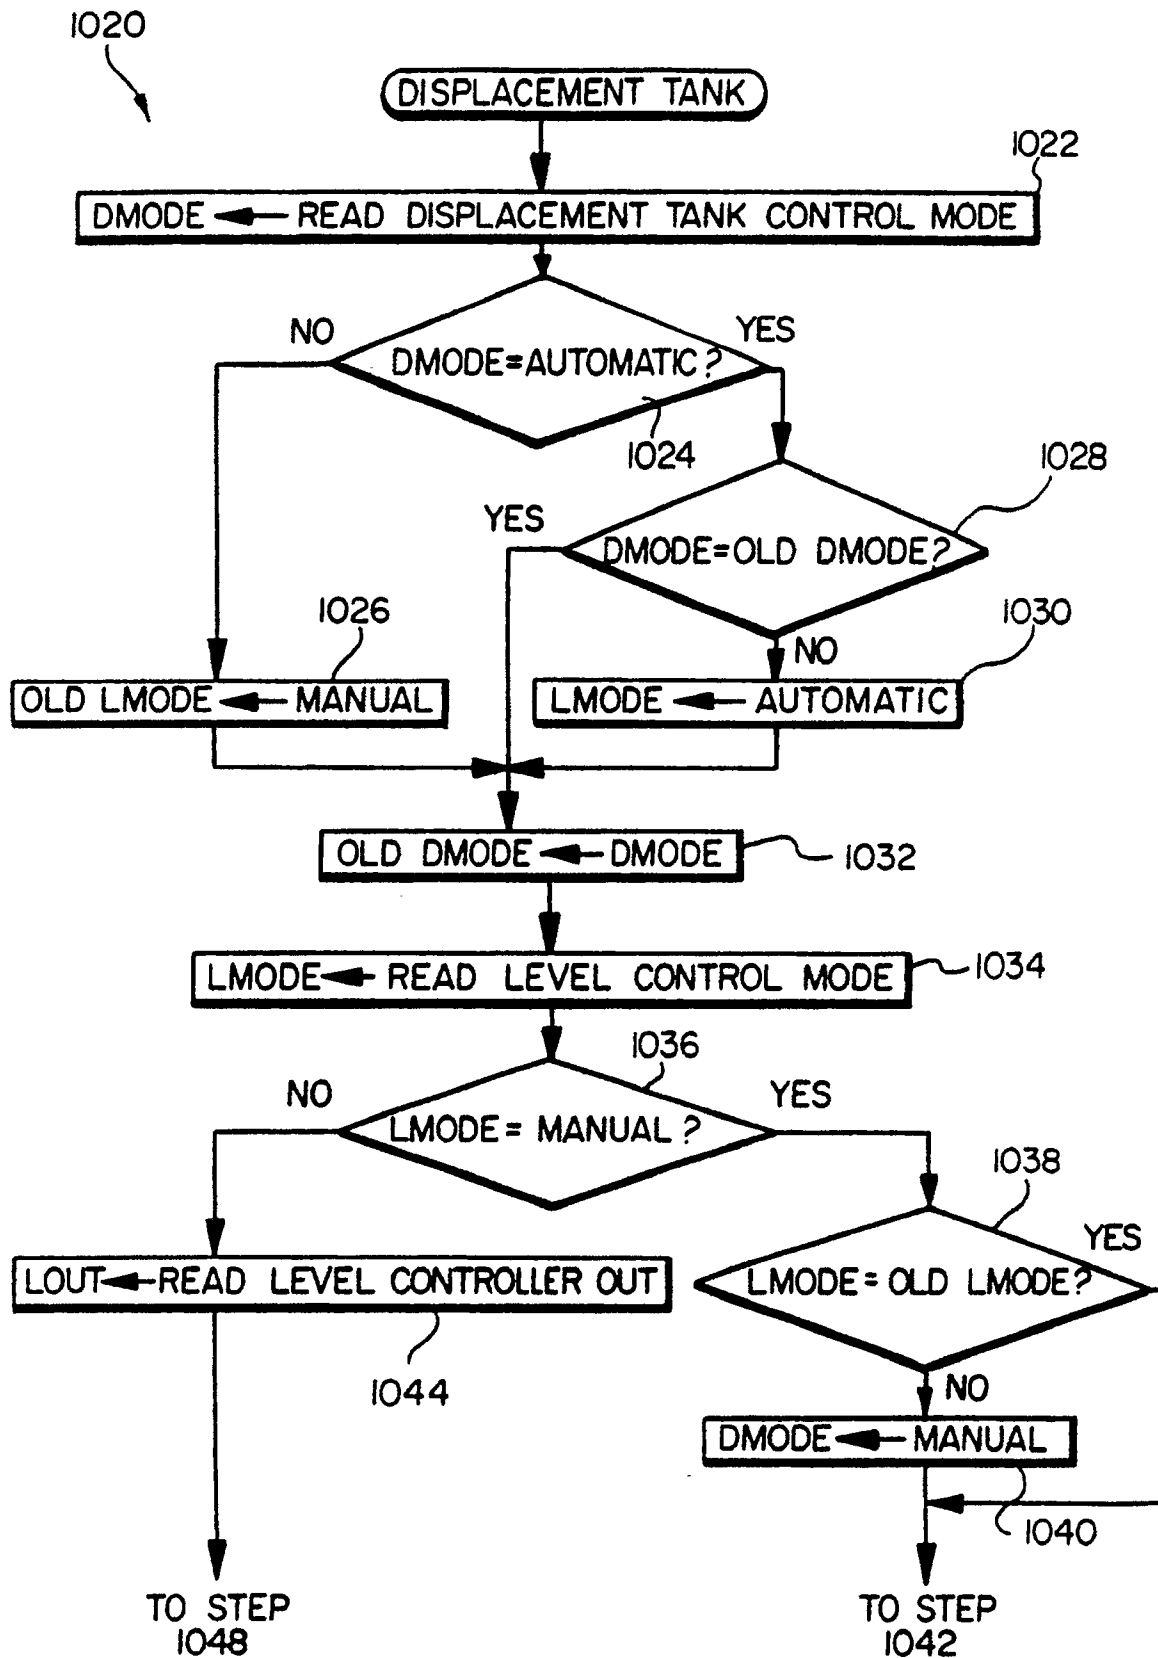 1020
DISPLACEMENT TANK
1022
DMODE ← READ DISPLACEMENT TANK CONTROL MODE
NO
YES
DMODE=AUTOMATIC?
1024
1028
YES
DMODE=OLD DMODE?
1026
1030
NO
OLD LMODE ← MANUAL
LMODE ← AUTOMATIC
OLD DMODE ← DMODE
1032
LMODE ← READ LEVEL CONTROL MODE
1034
1036
NO
YES
LMODE= MANUAL?
1038
YES
LOUT ← READ LEVEL CONTROLLER OUT
LMODE=OLD LMODE?
1044
NO
DMODE ← MANUAL
1040
TO STEP
1048
TO STEP
1042